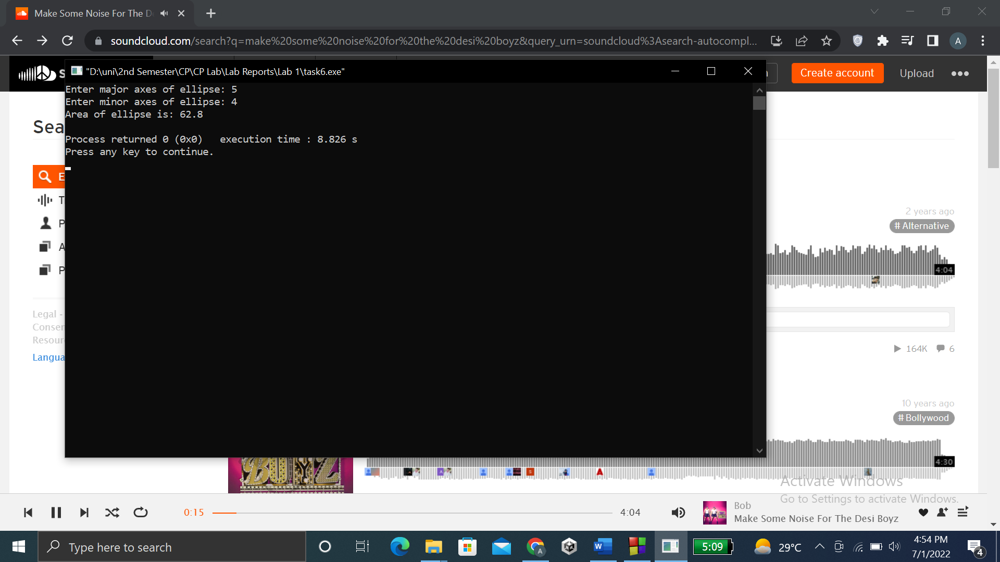 Make Some Noise For The D
soundcloud.com/search?q=make%20some%20noise%20for%20the%20desi%20boyz&query_urn=soundcloud%3Asearch-autocompl...
A
Create account
Upload
"D:\uni\2nd Semester\CP\CP Lab\Lab Reports\Lab 1\task6.exe"
Enter major axes of ellipse: 5
Enter minor axes of ellipse: 4
Area of ellipse is: 62.8
Process returned 0 (0x0)   execution time : 8.826 s
Press any key to continue.
Sea
E
T
P
A
P
Legal -
Conser
Resour
Langua
2 years ago
# Alternative
4:04
164K
6
10 years ago
# Bollywood
4:30
BOYZ
Activate Windows
Go to Settings to activate Windows.
0:15
4:04
Bob
Make Some Noise For The Desi Boyz
Type here to search
5:09
29°C
4:54 PM
7/1/2022
4